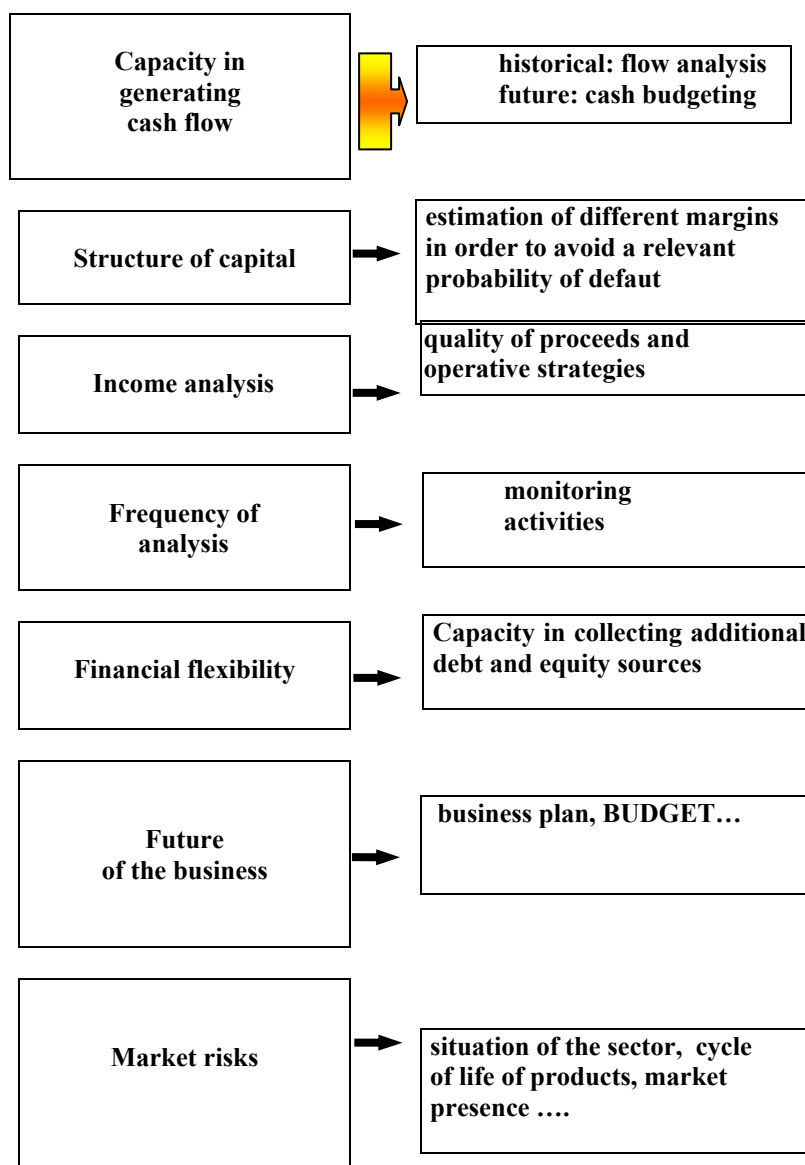 Capacity in
generating
cash flow
historical: flow analysis
future: cash budgeting
Structure of capital
estimation of different margins
in order to avoid a relevant
probability of defaut
Income analysis
quality of proceeds and
operative strategies
Frequency of
analysis
monitoring
activities
Financial flexibility
Capacity in collecting additional
debt and equity sources
Future
of the business
business plan, BUDGET…
Market risks
situation of the sector, cycle
of life of products, market
presence ….